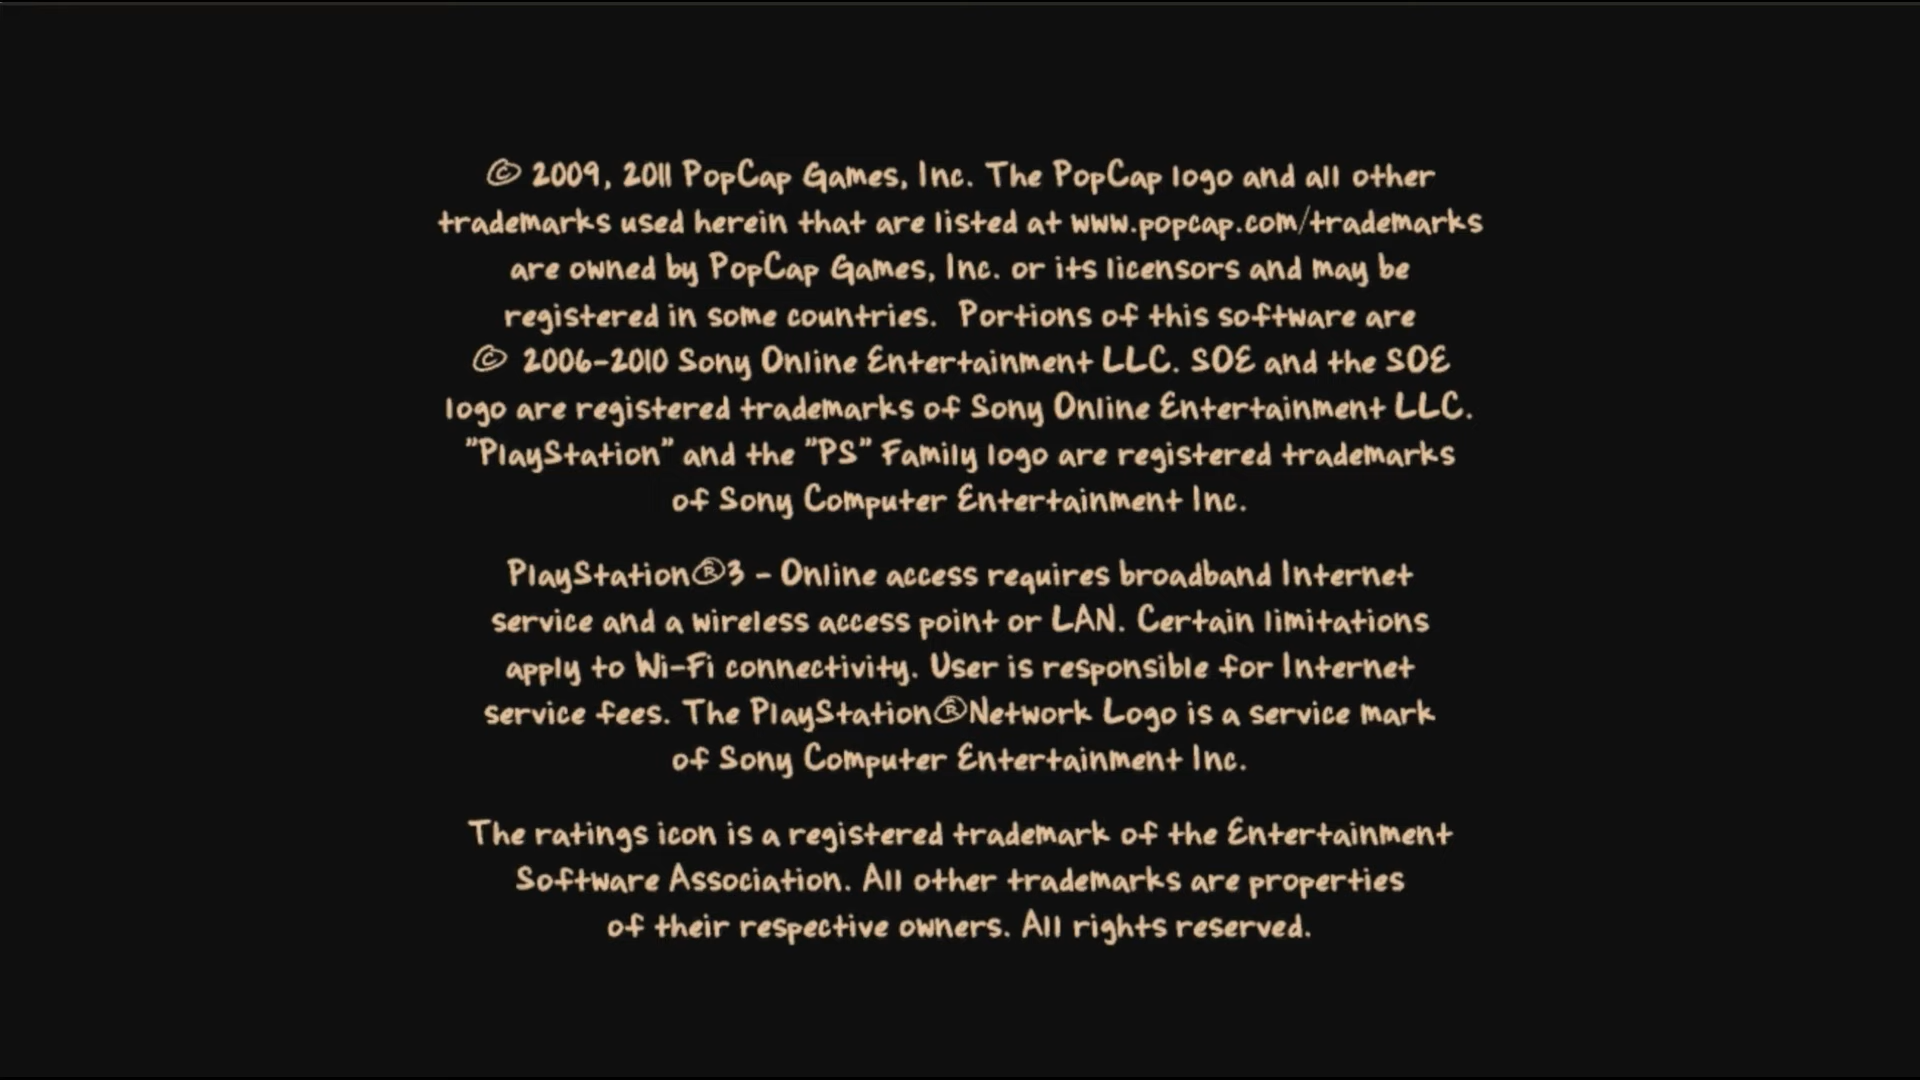 © 2009, 2011 PopCap Games, Inc. The PopCap logo and all other
trademarks used herein that are listed at www.popcap.com/trademarks
are owned by PopCap Games, Inc. or its licensors and may be
registered in some countries.  Portions of this software are
© 2006-2010 Sony Online Entertainment LLC. SOE and the SOE
logo are registered trademarks of Sony Online Entertainment LLC.
"PlayStation" and the "PS" Family logo are registered trademarks
of Sony Computer Entertainment Inc.
PlayStation®3 - Online access requires broadband Internet
service and a wireless access point or LAN. Certain limitations
apply to Wi-Fi connectivity. User is responsible for Internet
service fees. The PlayStation®Network Logo is a service mark
of Sony Computer Entertainment Inc.
The ratings icon is a registered trademark of the Entertainment
Software Association. All other trademarks are properties
of their respective owners. All rights reserved.